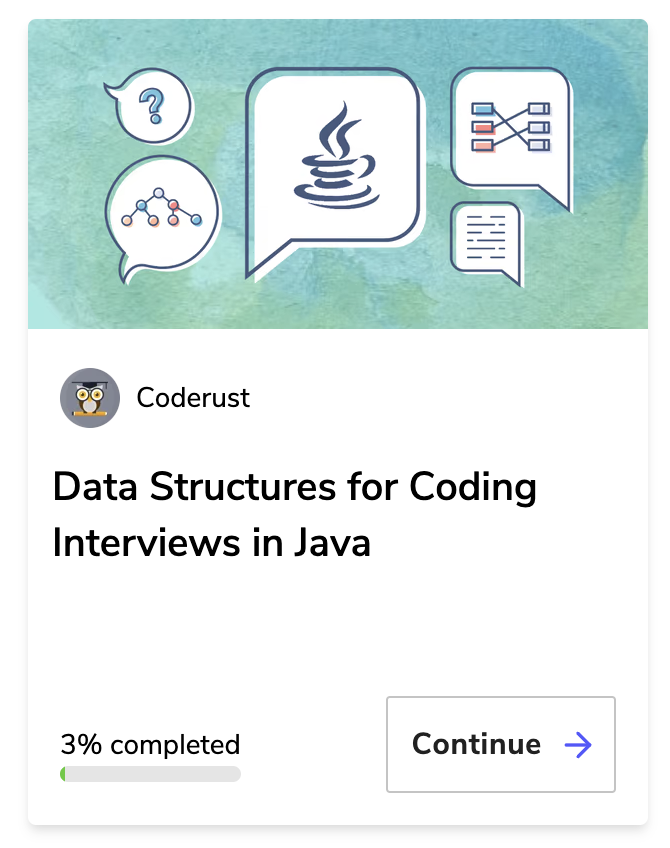 ?
Coderust
Data Structures for Coding
Interviews in Java
3% completed
Continue